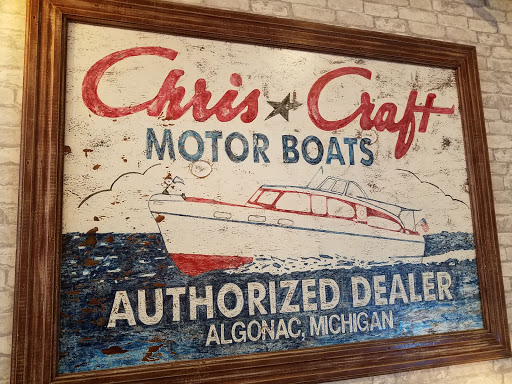 Chris Craft
MOTOR BOATS
AUTHORIZED DEALER
ALGONAC, MICHIGAN